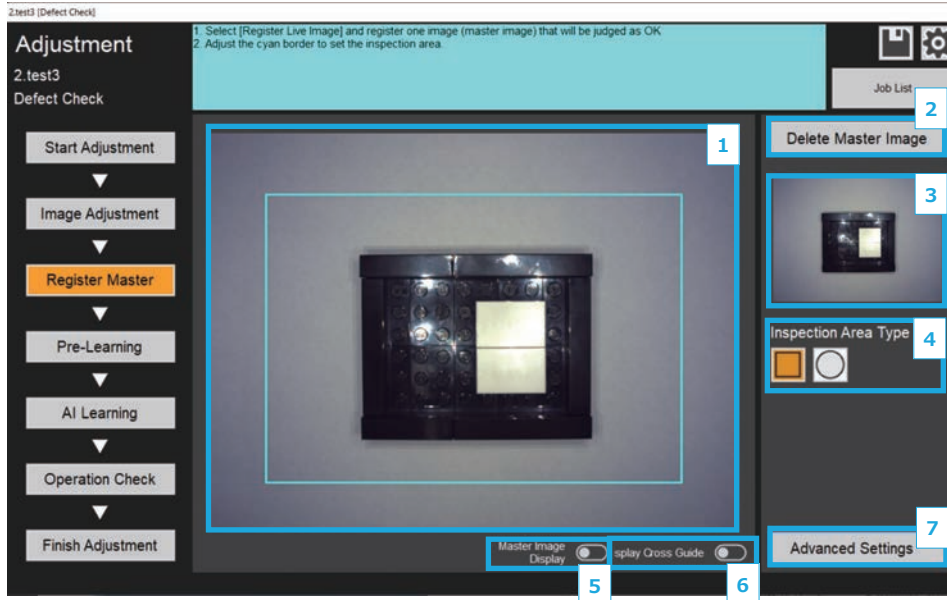 2.test3 [Defect Check]
Adjustment
2.test3
Defect Check
1. Select [Register Live Image] and register one image (master image) that will be judged as OK
2. Adjust the cyan border to set the inspection area.
Job List
Start Adjustment
Image Adjustment
Register Master
Pre-Learning
AI Learning
Operation Check
Finish Adjustment
1
2
Delete Master Image
3
Inspection Area Type
4
Master Image
Display
splay Cross Guide
5
6
7
Advanced Settings